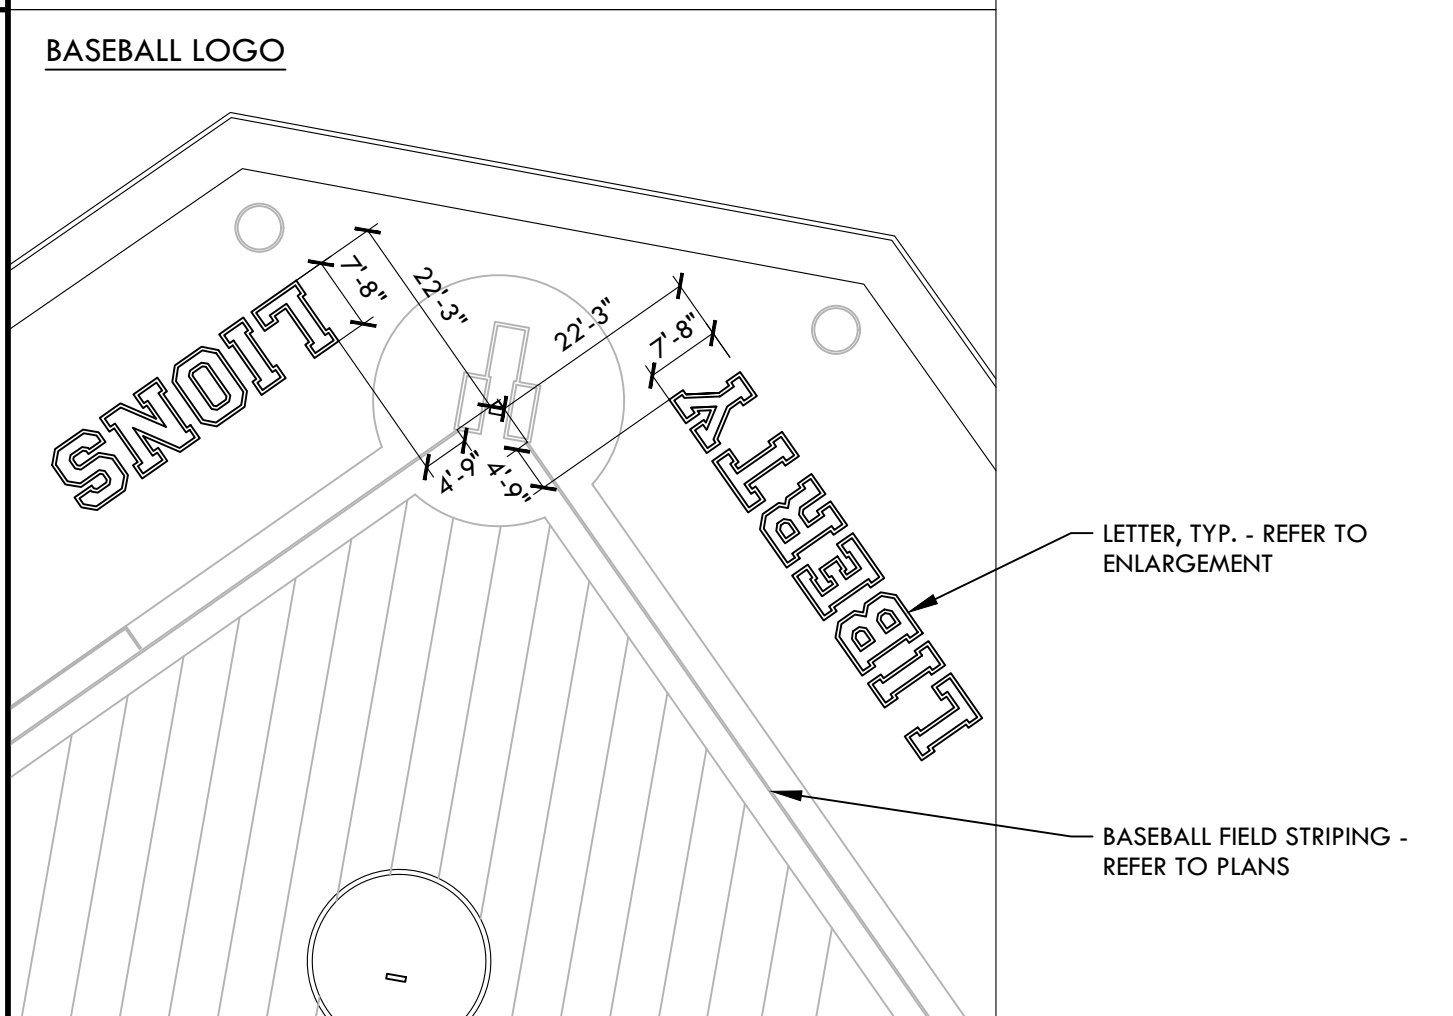 BASEBALL LOGO
7'-8"
22'-3"
22'-3"
7'-8"
LIONS
4'-9"
4'-9"
LIBERTY
LETTER, TYP. - REFER TO
ENLARGEMENT
BASEBALL FIELD STRIPING -
REFER TO PLANS